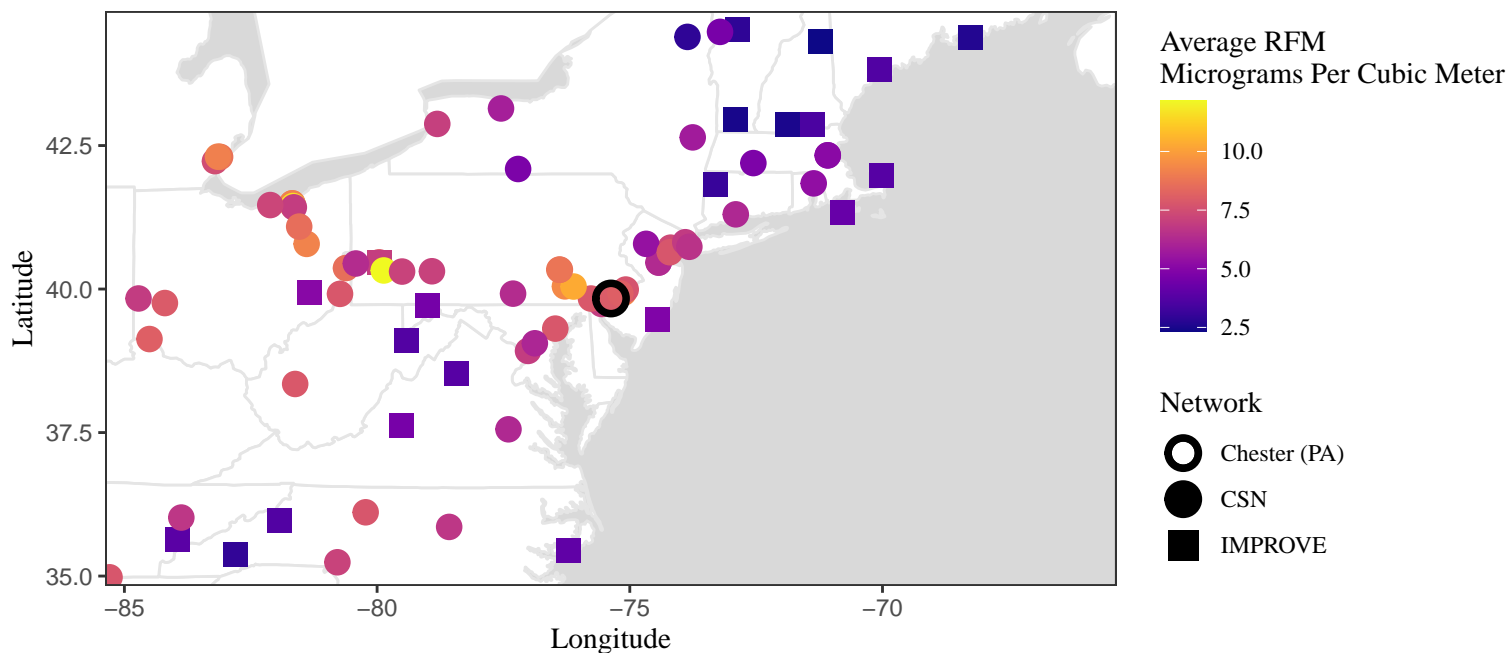 42.5
40.0
37.5
35.0
Latitude
−85
−80
−75
−70
Longitude
Average RFM
Micrograms Per Cubic Meter
10.0
7.5
5.0
2.5
Network
Chester (PA)
CSN
IMPROVE